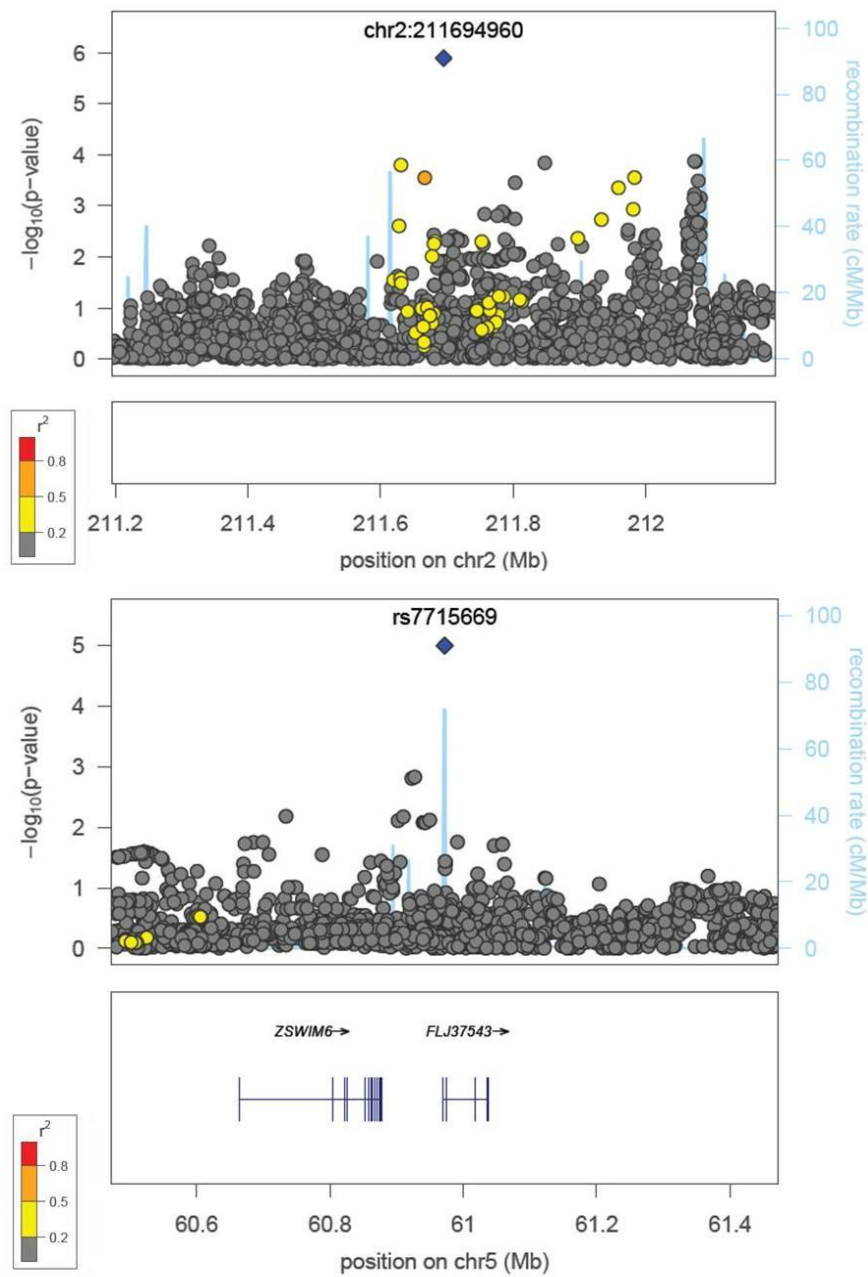 chr2:211694960
6
5
4
3
2
1
0
−log10(p−value)
100
80
60
40
20
0
recombination rate (cM/Mb)
r2
0.8
0.5
0.2
211.2 211.4 211.6 211.8 212
position on chr2 (Mb)
rs7715669
5
4
3
2
1
0
−log10(p−value)
100
80
60
40
20
0
recombination rate (cM/Mb)
ZSWIM6→ FLJ37543→
r2
0.8
0.5
0.2
60.6 60.8 61 61.2 61.4
position on chr5 (Mb)